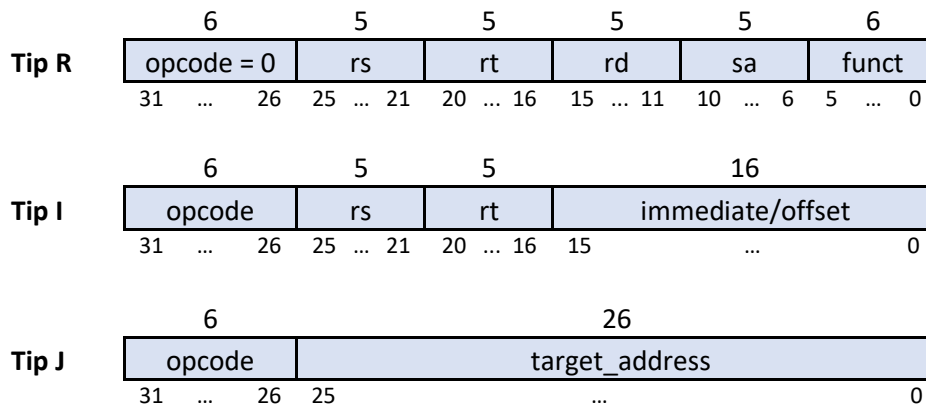 6 5 5 5 5 6
Tip R opcode = 0 rs rt rd sa funct
31 ... 26 25 ... 21 20 ... 16 15 ... 11 10 ... 6 5 ... 0
6 5 5 16
Tip I opcode rs rt immediate/offset
31 ... 26 25 ... 21 20 ... 16 15 ... 0
6 26
Tip J opcode target_address
31 ... 26 25 ... 0